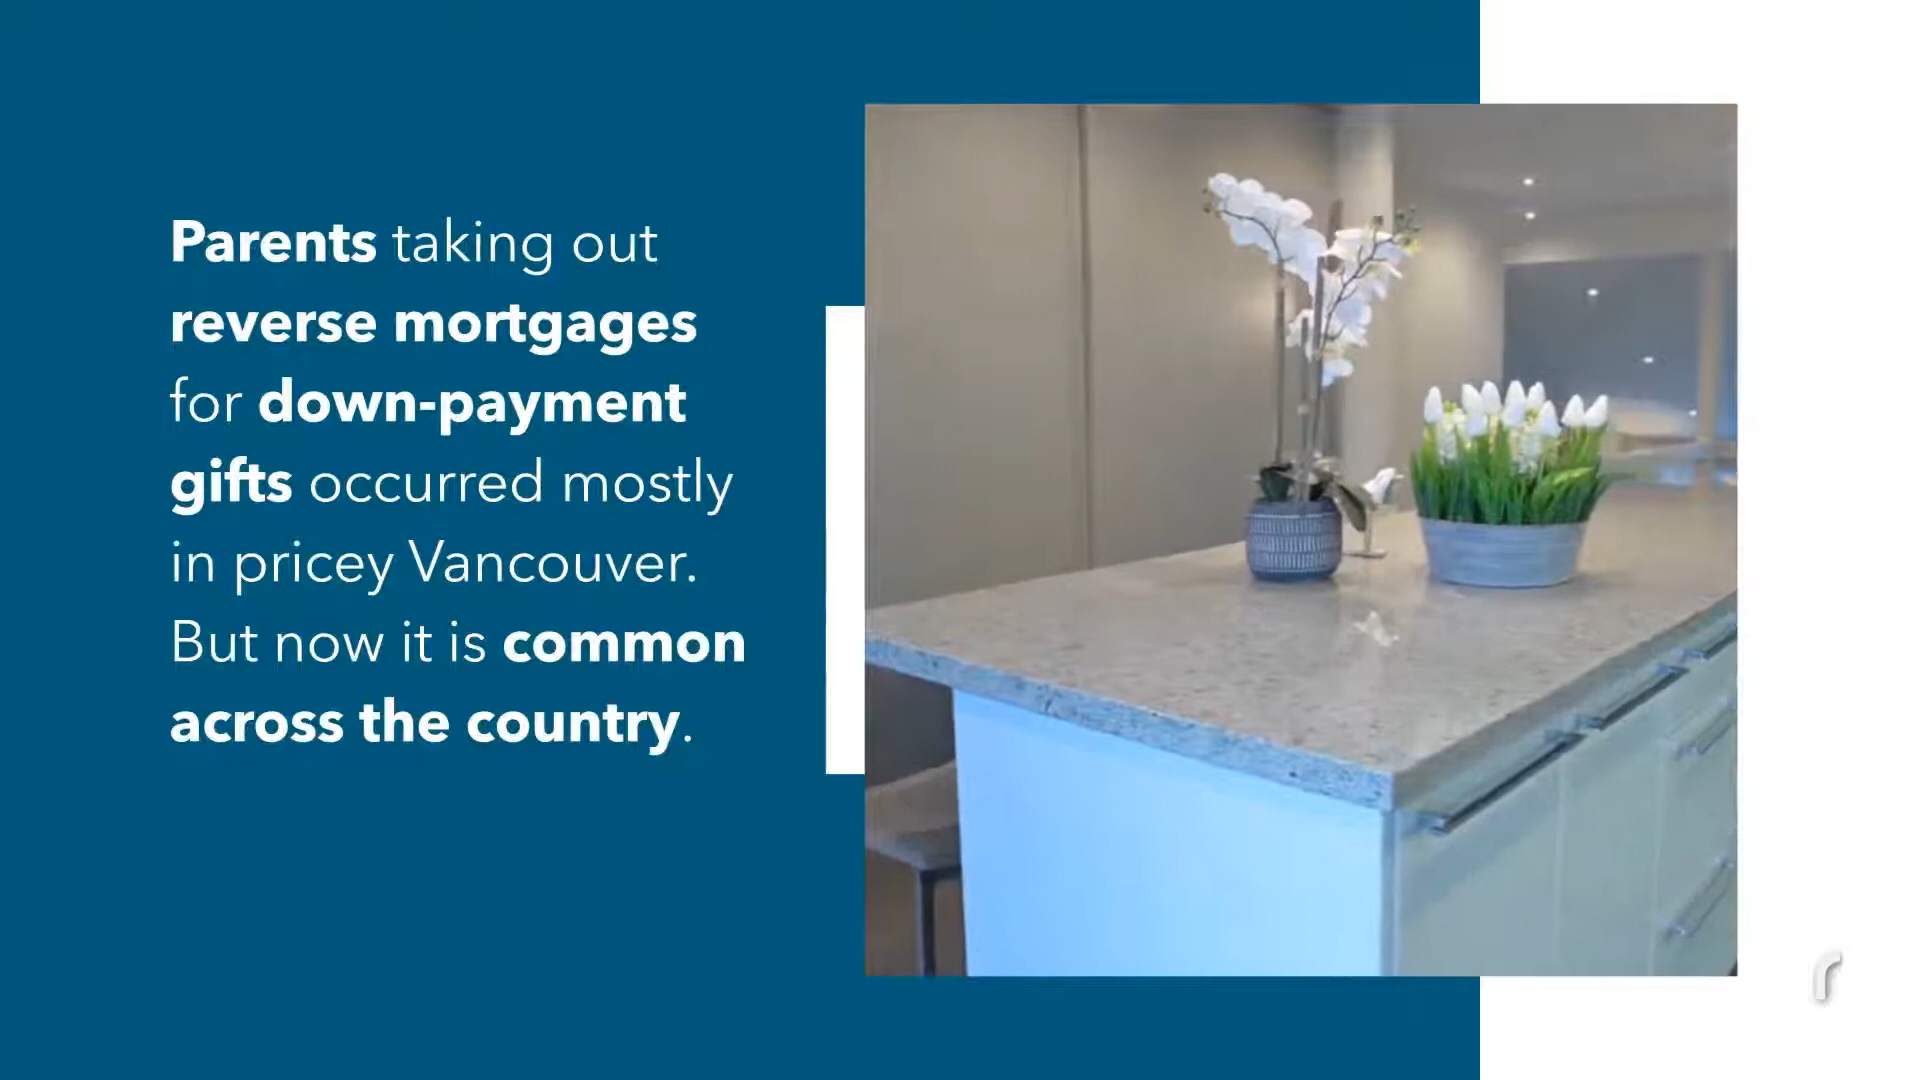 Parents taking out
reverse mortgages
for down-payment
gifts occurred mostly
in pricey Vancouver.
But now it is common
across the country.
r